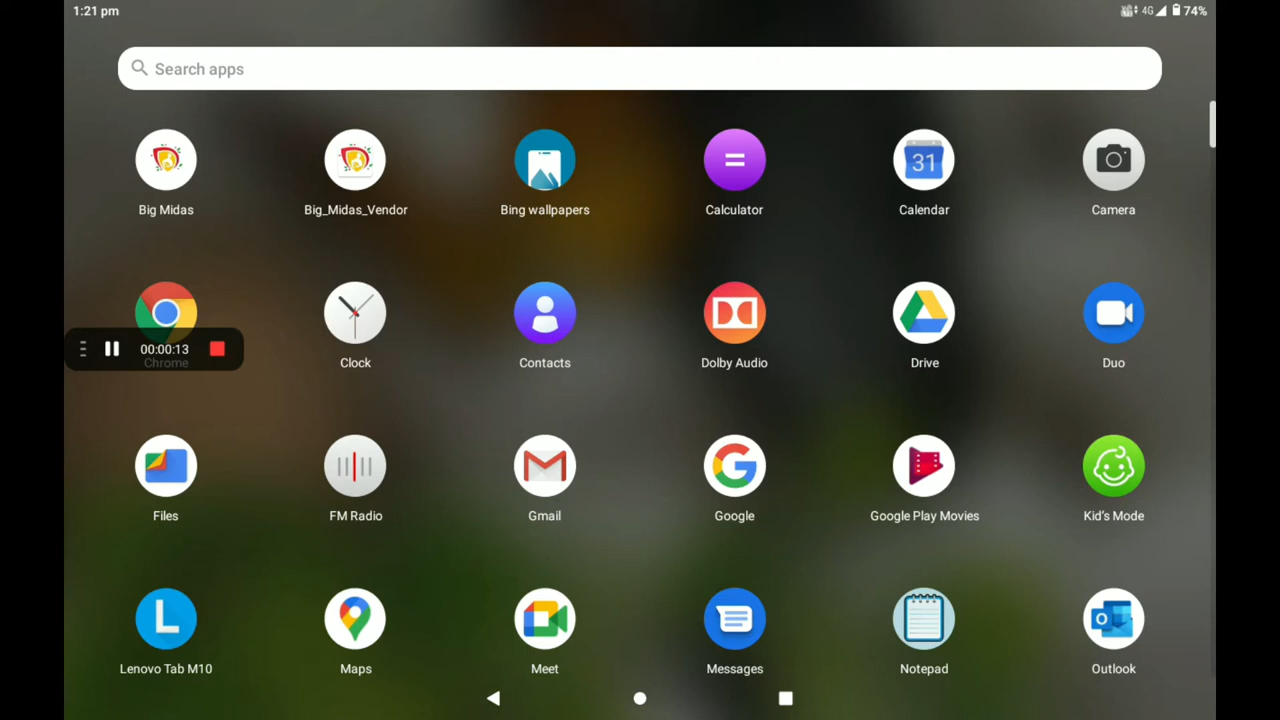 1:21 pm
4G 74%
Search apps
Big Midas
Big_Midas_Vendor
Bing wallpapers
Calculator
31
Calendar
Camera
00:00:13
Chrome
Clock
Contacts
Dolby Audio
Drive
Duo
Files
FM Radio
Gmail
Google
Google Play Movies
Kid's Mode
L
Lenovo Tab M10
Maps
Meet
Messages
Notepad
Outlook